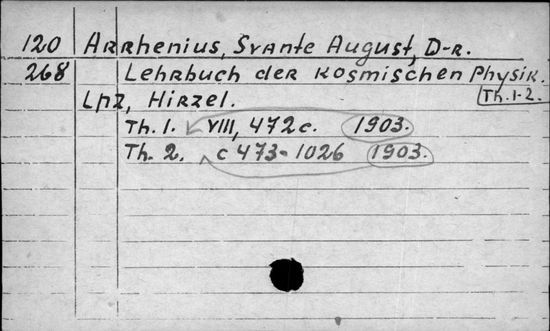 120 Arrhenius, Svante August, D-r.
268 Lehrbuch der kosmischen Physik.
Th. 1-2.
Lpz, Hirzel.
Th. 1. VIII, 472 c. 1903.
Th. 2. c 473-1026 1903.